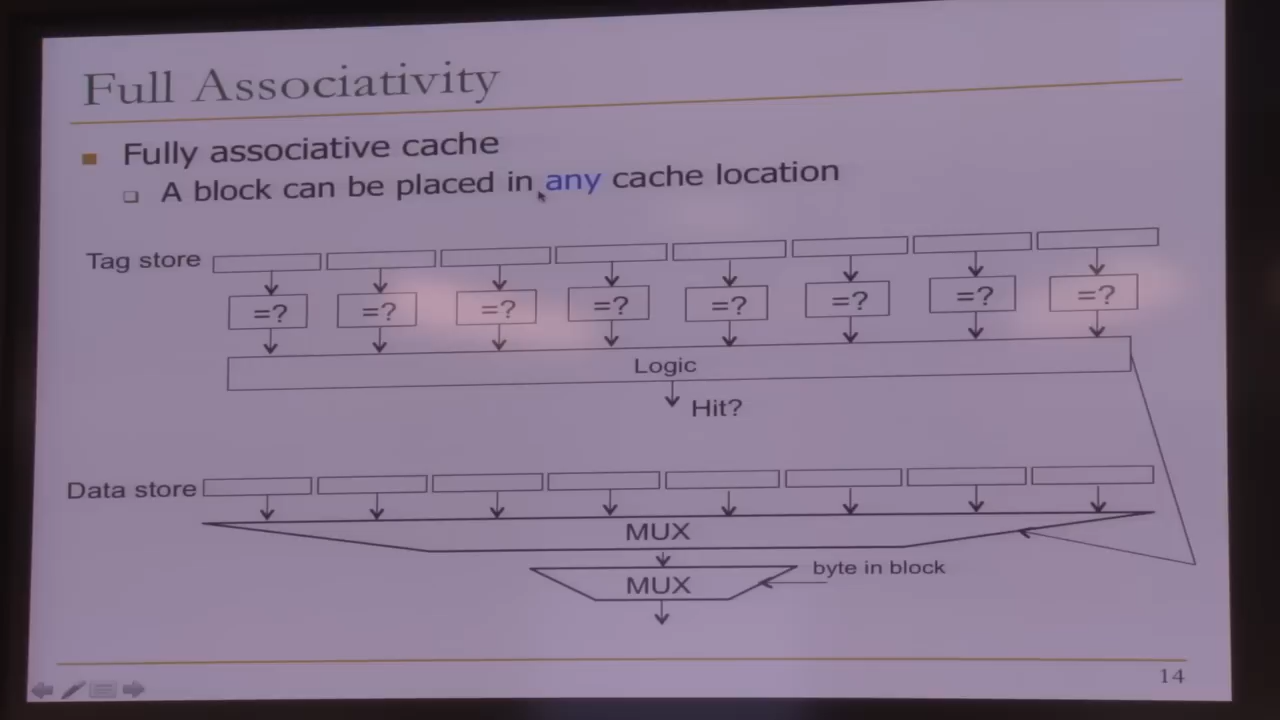 Full Associativity
Fully associative cache
A block can be placed in any cache location
Tag store
=? =? =? =? =? =? =? =?
Logic
Hit?
Data store
MUX
MUX
byte in block
14